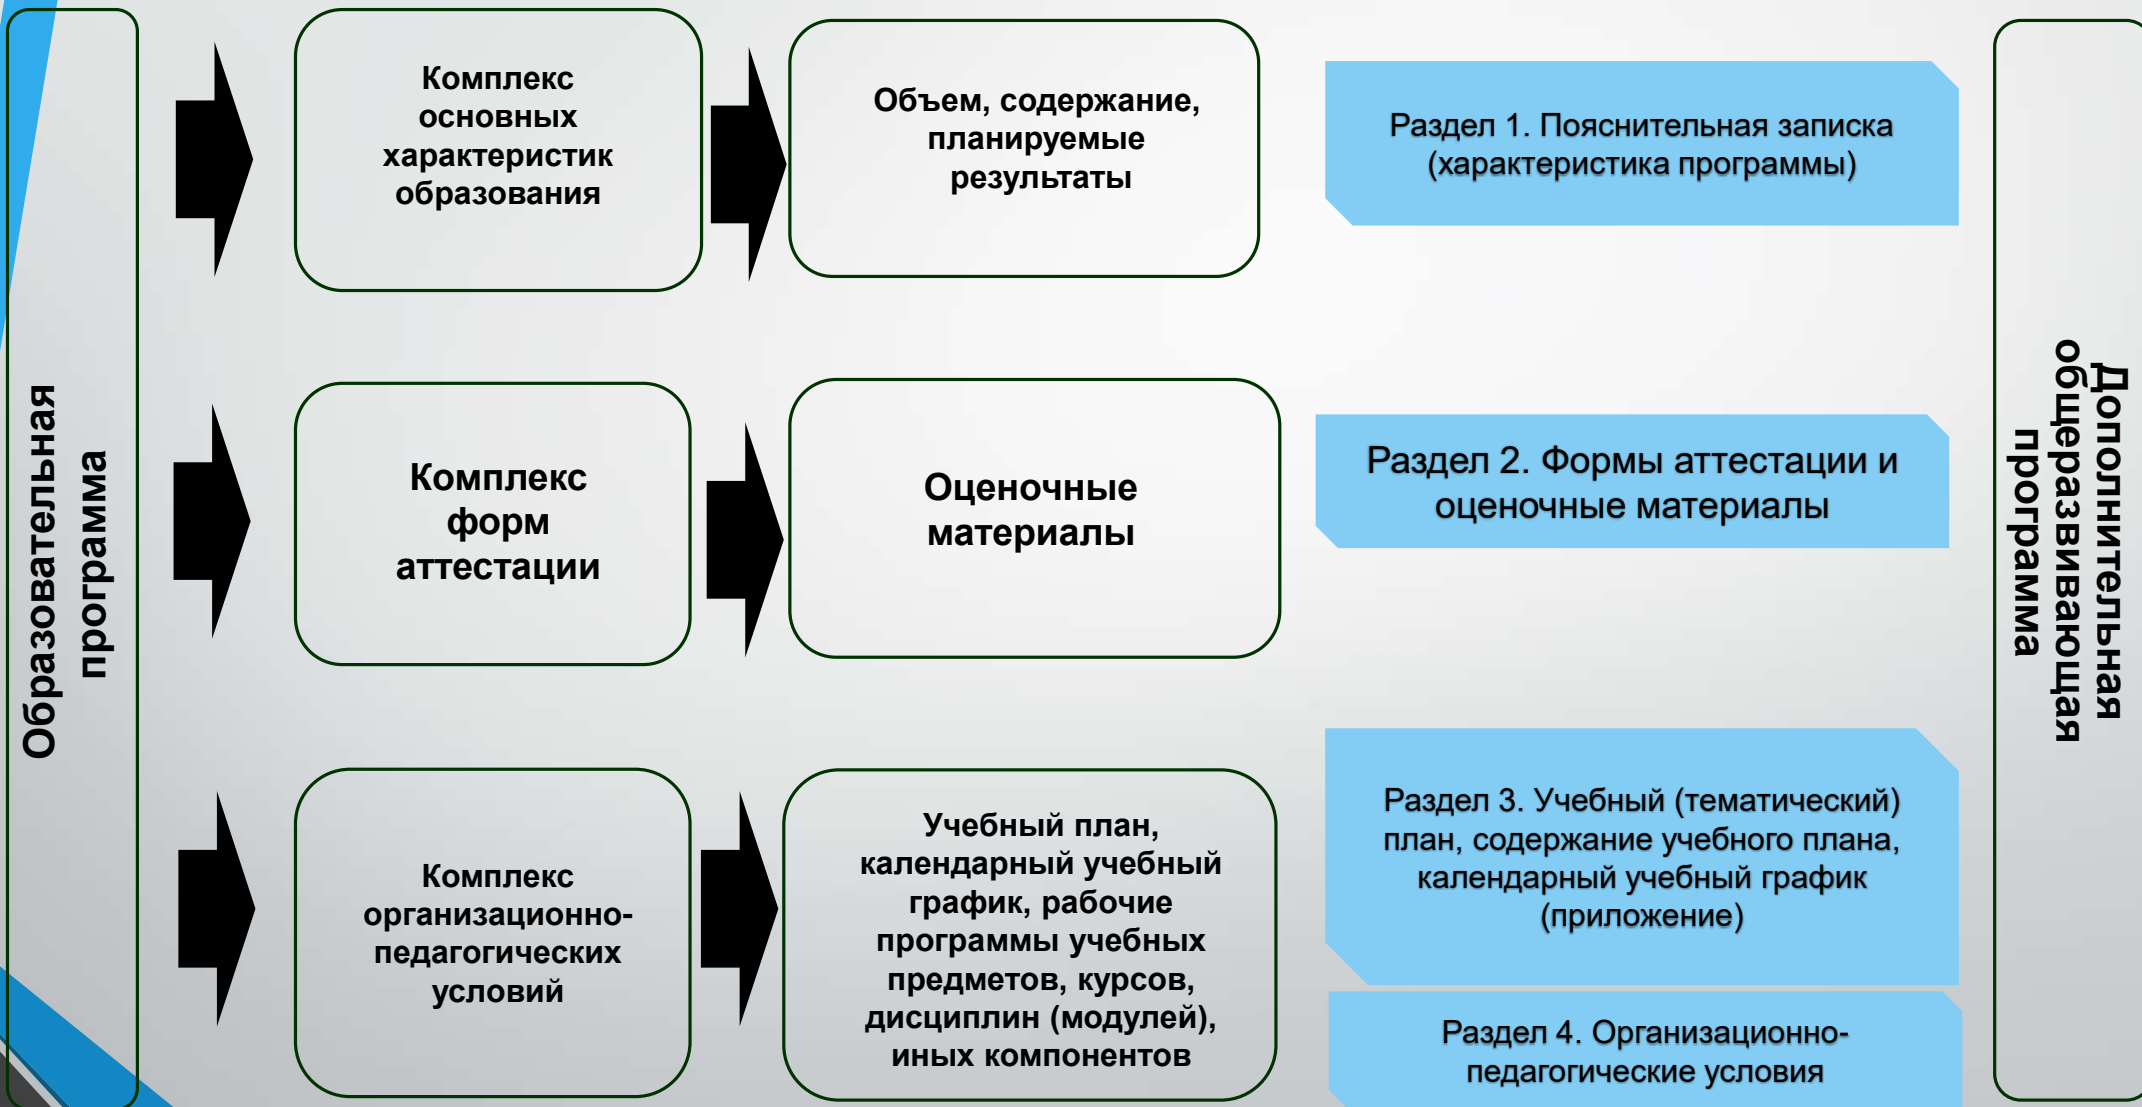 Образовательная
программа
Комплекс
основных
характеристик
образования
Объем, содержание,
планируемые
результаты
Раздел 1. Пояснительная записка
(характеристика программы)
Комплекс
форм
аттестации
Оценочные
материалы
Раздел 2. Формы аттестации и
оценочные материалы
Комплекс
организационно-
педагогических
условий
Учебный план,
календарный учебный
график, рабочие
программы учебных
предметов, курсов,
дисциплин (модулей),
иных компонентов
Раздел 3. Учебный (тематический)
план, содержание учебного плана,
календарный учебный график
(приложение)
Раздел 4. Организационно-
педагогические условия
Дополнительная
общеразвивающая
программа